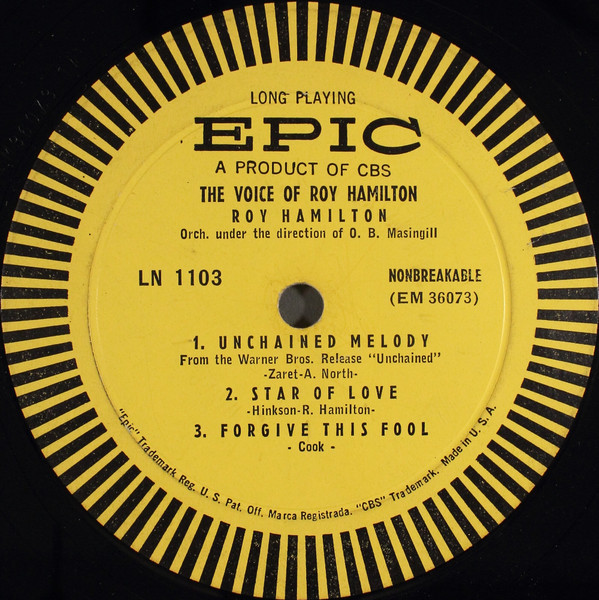 LONG PLAYING
EPIC
A PRODUCT OF CBS
THE VOICE OF ROY HAMILTON
ROY HAMILTON
Orch. under the direction of O. B. Masingill
LN 1103
NONBREAKABLE
(EM 36073)
1. UNCHAINED MELODY
From the Warner Bros. Release "Unchained"
-Zaret-A. North-
2. STAR OF LOVE
-Hinkson-R. Hamilton-
3. FORGIVE THIS FOOL
- Cook -
"Epic" Trademark Reg. U. S. Pat. Off. Marca Registrada. "CBS" Trademark. Made in U. S. A.